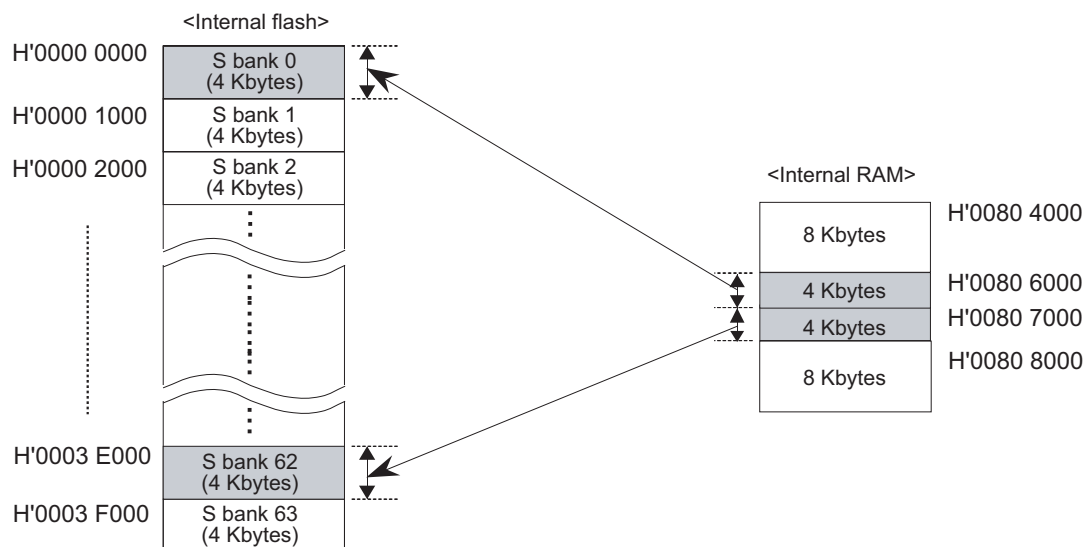 <Internal flash>
H'0000 0000
S bank 0
(4 Kbytes)
H'0000 1000
S bank 1
(4 Kbytes)
H'0000 2000
S bank 2
(4 Kbytes)
H'0003 E000
S bank 62
(4 Kbytes)
H'0003 F000
S bank 63
(4 Kbytes)
<Internal RAM>
8 Kbytes
H'0080 4000
4 Kbytes
H'0080 6000
4 Kbytes
H'0080 7000
8 Kbytes
H'0080 8000